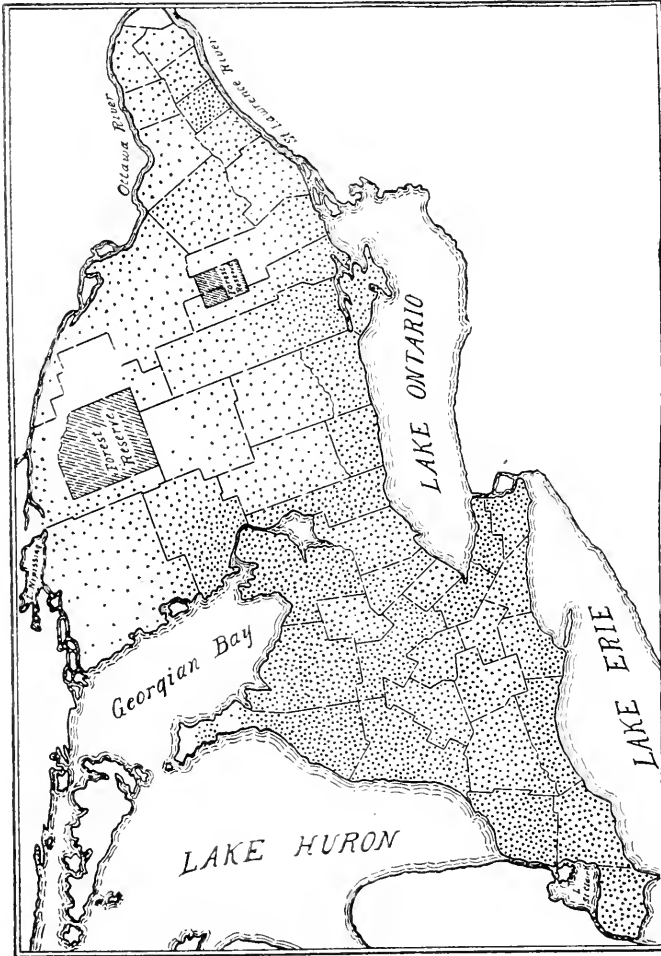 Ottawa River
St Lawrence River
LAKE ONTARIO
Forest
Reserve
Georgian Bay
LAKE HURON
LAKE ERIE